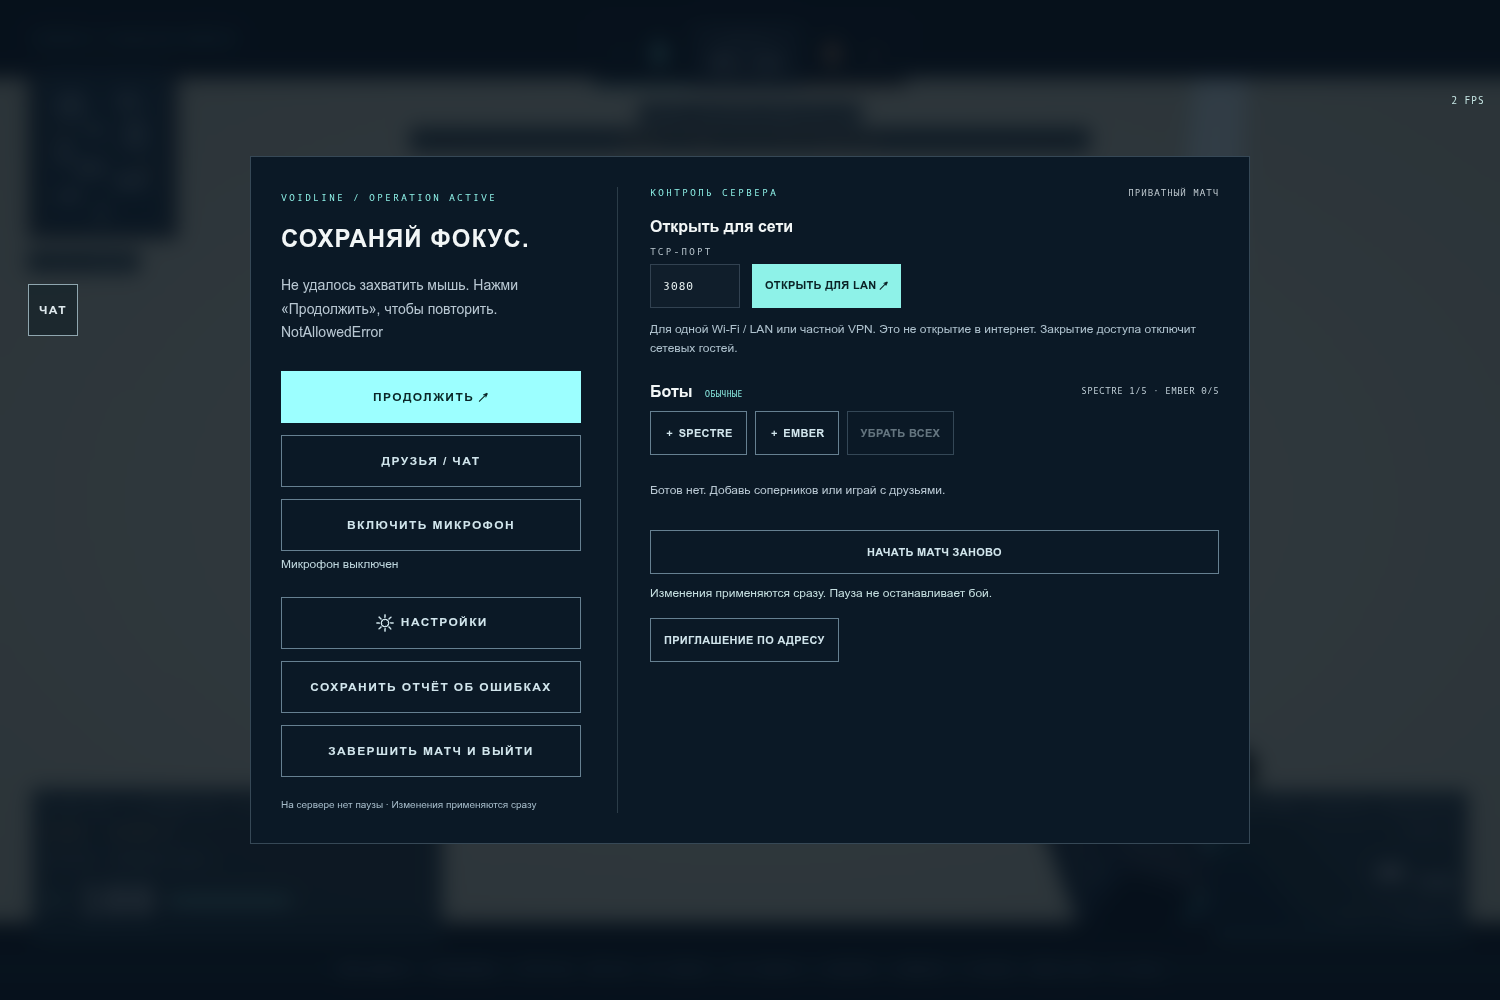 2 FPS
ЧАТ
VOIDLINE / OPERATION ACTIVE
СОХРАНЯЙ ФОКУС.
Не удалось захватить мышь. Нажми
«Продолжить», чтобы повторить.
NotAllowedError
ПРОДОЛЖИТЬ ↗
ДРУЗЬЯ / ЧАТ
ВКЛЮЧИТЬ МИКРОФОН
Микрофон выключен
НАСТРОЙКИ
СОХРАНИТЬ ОТЧЁТ ОБ ОШИБКАХ
ЗАВЕРШИТЬ МАТЧ И ВЫЙТИ
На сервере нет паузы · Изменения применяются сразу
КОНТРОЛЬ СЕРВЕРА
ПРИВАТНЫЙ МАТЧ
Открыть для сети
TCP-ПОРТ
3080
ОТКРЫТЬ ДЛЯ LAN ↗
Для одной Wi-Fi / LAN или частной VPN. Это не открытие в интернет. Закрытие доступа отключит
сетевых гостей.
Боты ОБЫЧНЫЕ
SPECTRE 1/5 · EMBER 0/5
+ SPECTRE
+ EMBER
УБРАТЬ ВСЕХ
Ботов нет. Добавь соперников или играй с друзьями.
НАЧАТЬ МАТЧ ЗАНОВО
Изменения применяются сразу. Пауза не останавливает бой.
ПРИГЛАШЕНИЕ ПО АДРЕСУ